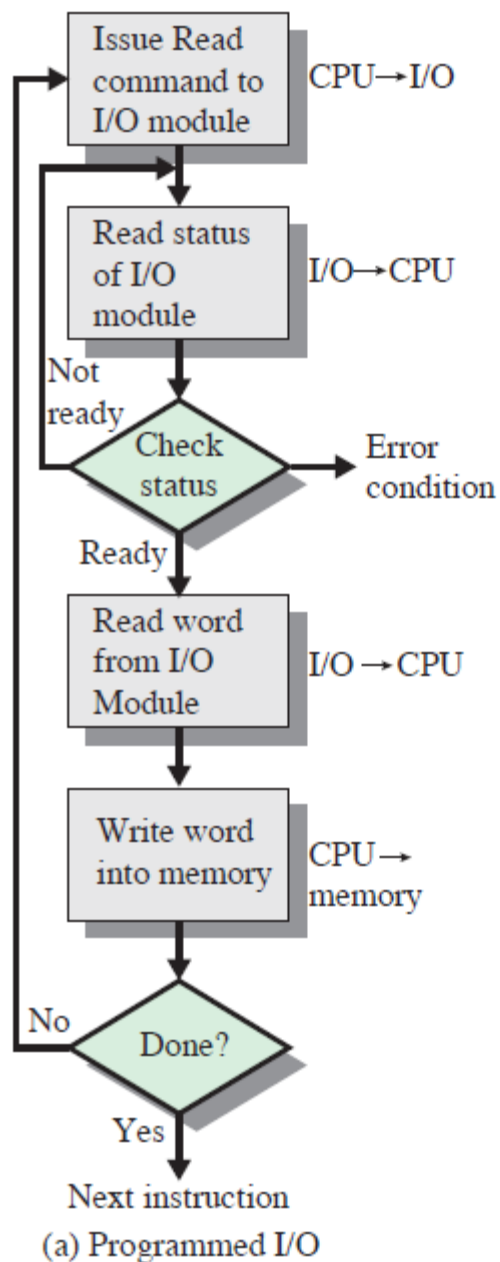 Issue Read
command to
I/O module
CPU→I/O
Read status
of I/O
module
I/O→CPU
Not
ready
Check
status
Error
condition
Ready
Read word
from I/O
Module
I/O → CPU
Write word
into memory
CPU →
memory
No
Done?
Yes
Next instruction
(a) Programmed I/O